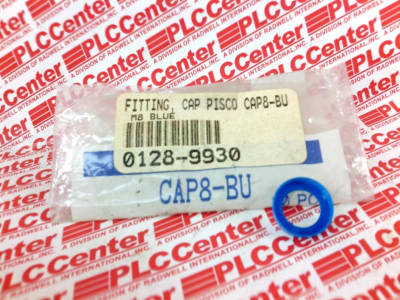 FITTING, CAP PISCO CAP8-BU
M8 BLUE
0128-9930
CAP8-BU
PLCCenter
A DIVISION OF RADWELL INTERNATIONAL, INC.